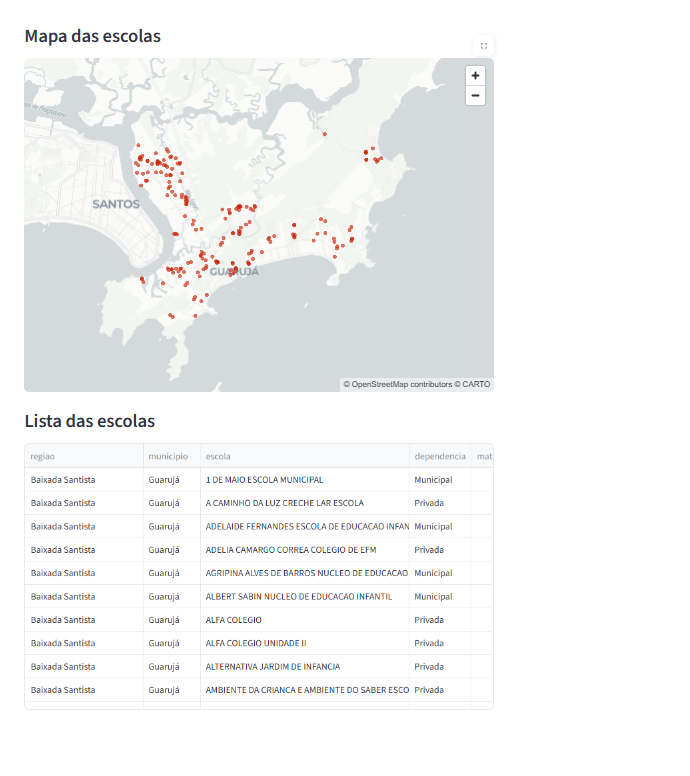 Mapa das escolas
+
−
SANTOS
GUARUJÁ
© OpenStreetMap contributors © CARTO
Lista das escolas
regiao municipio escola dependencia mat
Baixada Santista Guarujá 1 DE MAIO ESCOLA MUNICIPAL Municipal
Baixada Santista Guarujá A CAMINHO DA LUZ CRECHE LAR ESCOLA Privada
Baixada Santista Guarujá ADELAIDE FERNANDES ESCOLA DE EDUCACAO INFAN Municipal
Baixada Santista Guarujá ADELIA CAMARGO CORREA COLEGIO DE EFM Privada
Baixada Santista Guarujá AGRIPINA ALVES DE BARROS NUCLEO DE EDUCACAO Municipal
Baixada Santista Guarujá ALBERT SABIN NUCLEO DE EDUCACAO INFANTIL Municipal
Baixada Santista Guarujá ALFA COLEGIO Privada
Baixada Santista Guarujá ALFA COLEGIO UNIDADE II Privada
Baixada Santista Guarujá ALTERNATIVA JARDIM DE INFANCIA Privada
Baixada Santista Guarujá AMBIENTE DA CRIANCA E AMBIENTE DO SABER ESCO Privada